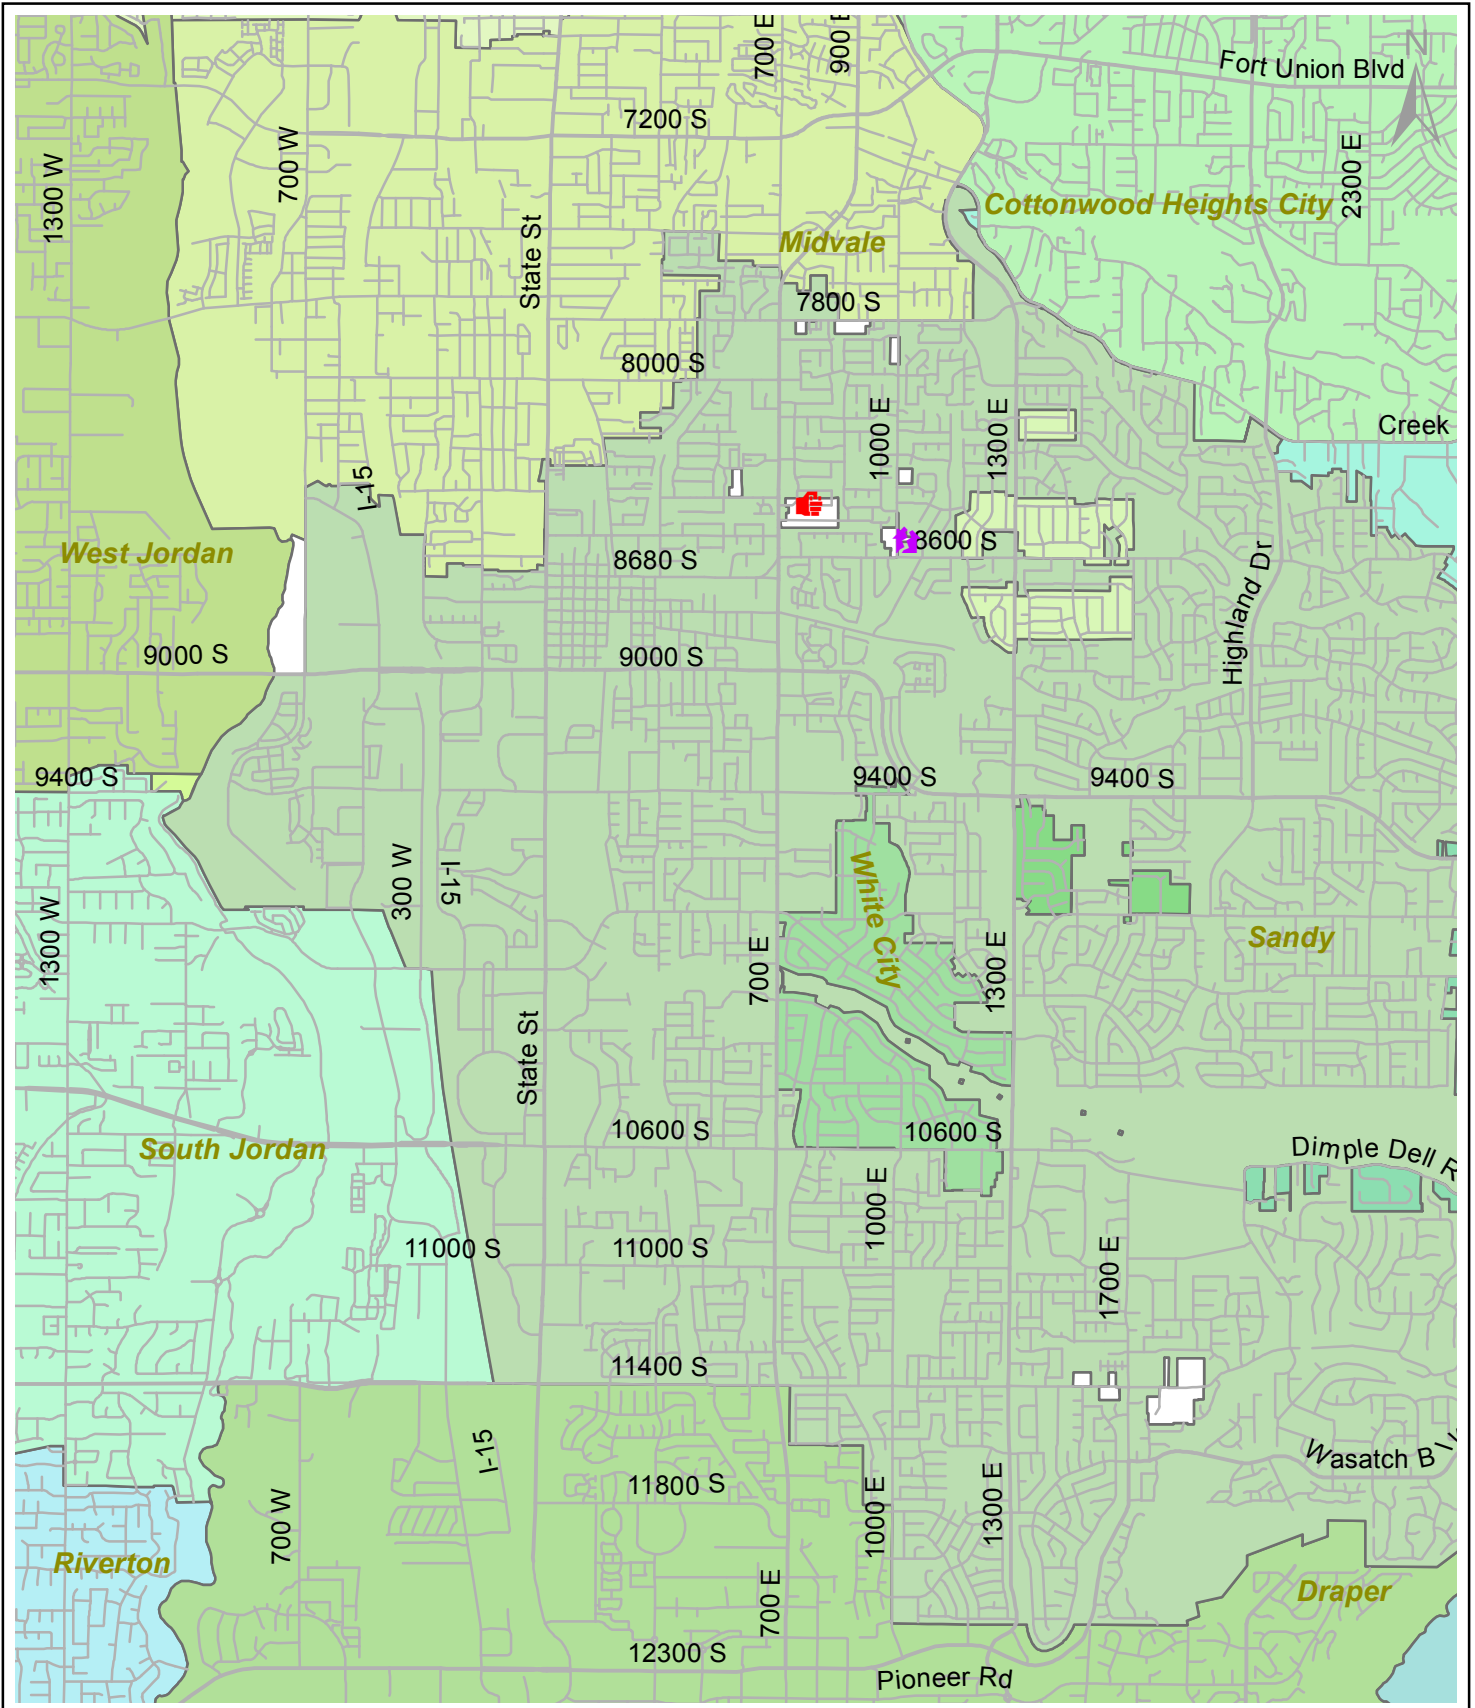 700 E
900 E
Fort Union Blvd
N
7200 S
700 W
1300 W
2300 E
Cottonwood Heights City
State St
Midvale
7800 S
8000 S
1000 E
1300 E
Creek
I-15
West Jordan
8680 S
8600 S
Highland Dr
9000 S
9000 S
9400 S
9400 S
9400 S
300 W
I-15
White City
1300 W
700 E
1300 E
Sandy
State St
South Jordan
10600 S
10600 S
Dimple Dell R
1000 E
11000 S
11000 S
1700 E
11400 S
I-15
Wasatch Blv
11800 S
700 W
1000 E
1300 E
Riverton
700 E
Draper
12300 S
Pioneer Rd